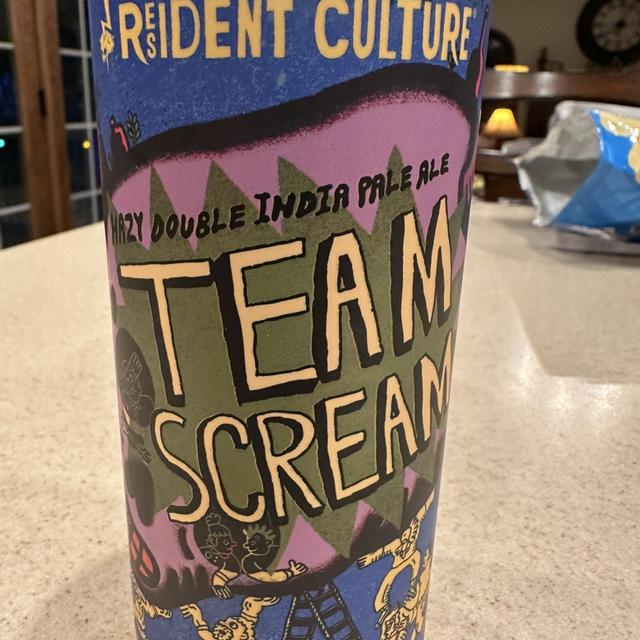 RESIDENT CULTURE
HAZY DOUBLE INDIA PALE ALE
TEAM
SCREAM